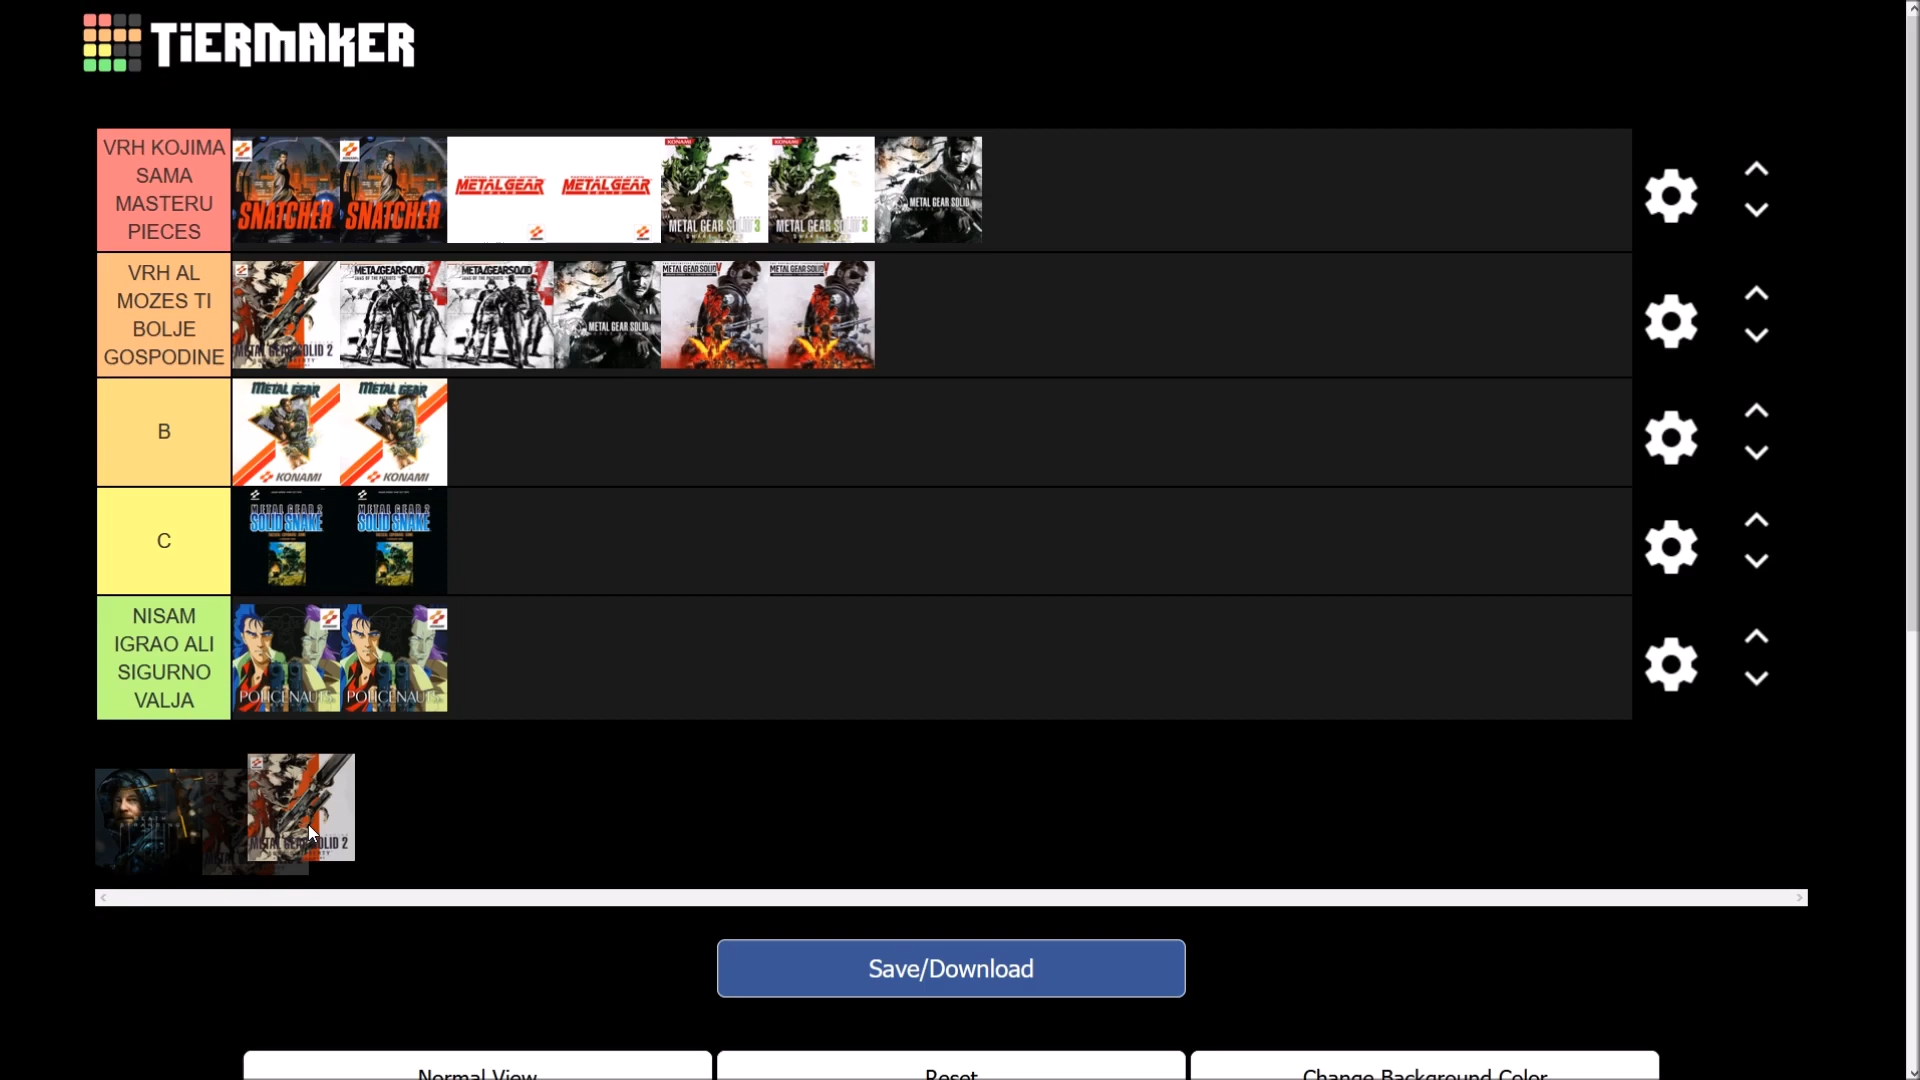 TiERMAKER
VRH KOJIMA
SAMA
MASTERU
PIECES
SNATCHER
SNATCHER
METAL GEAR
METAL GEAR
KONAMI
METAL GEAR SOLID 3
KONAMI
METAL GEAR SOLID 3
METAL GEAR SOLID
VRH AL
MOZES TI
BOLJE
GOSPODINE
METAL GEAR SOLID 2
METAL GEAR SOLID
METAL GEAR SOLID
METAL GEAR SOLID
METAL GEAR SOLID V
METAL GEAR SOLID V
B
METAL GEAR
KONAMI
METAL GEAR
KONAMI
C
METAL GEAR 2
SOLID SNAKE
METAL GEAR 2
SOLID SNAKE
NISAM
IGRAO ALI
SIGURNO
VALJA
POLICENAUTS
POLICENAUTS
METAL GEAR SOLID 2
Save/Download
Normal View
Reset
Change Background Color